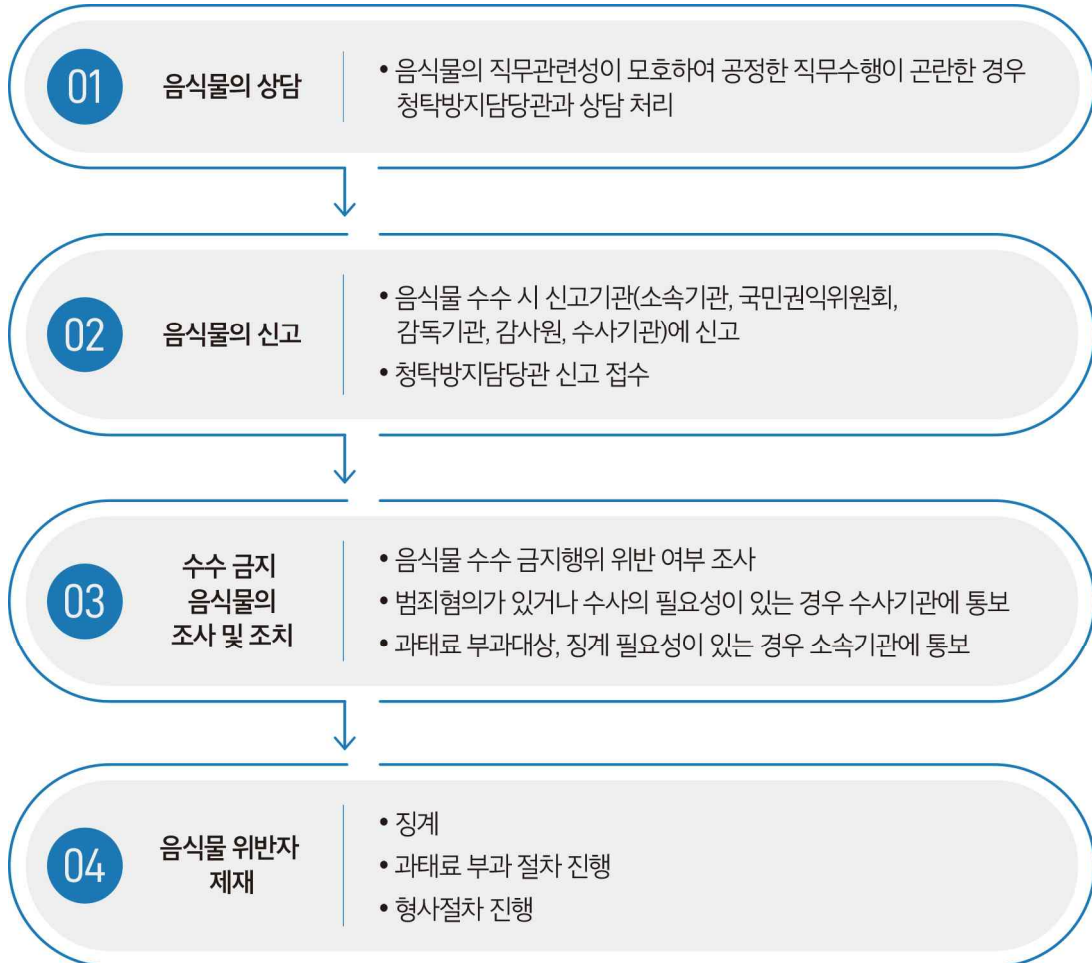 01
음식물의 상담
• 음식물의 직무관련성이 모호하여 공정한 직무수행이 곤란한 경우
청탁방지담당관과 상담 처리
02
음식물의 신고
• 음식물 수수 시 신고기관(소속기관, 국민권익위원회,
감독기관, 감사원, 수사기관)에 신고
• 청탁방지담당관 신고 접수
03
수수 금지
음식물의
조사 및 조치
• 음식물 수수 금지행위 위반 여부 조사
• 범죄혐의가 있거나 수사의 필요성이 있는 경우 수사기관에 통보
• 과태료 부과대상, 징계 필요성이 있는 경우 소속기관에 통보
04
음식물 위반자
제재
• 징계
• 과태료 부과 절차 진행
• 형사절차 진행